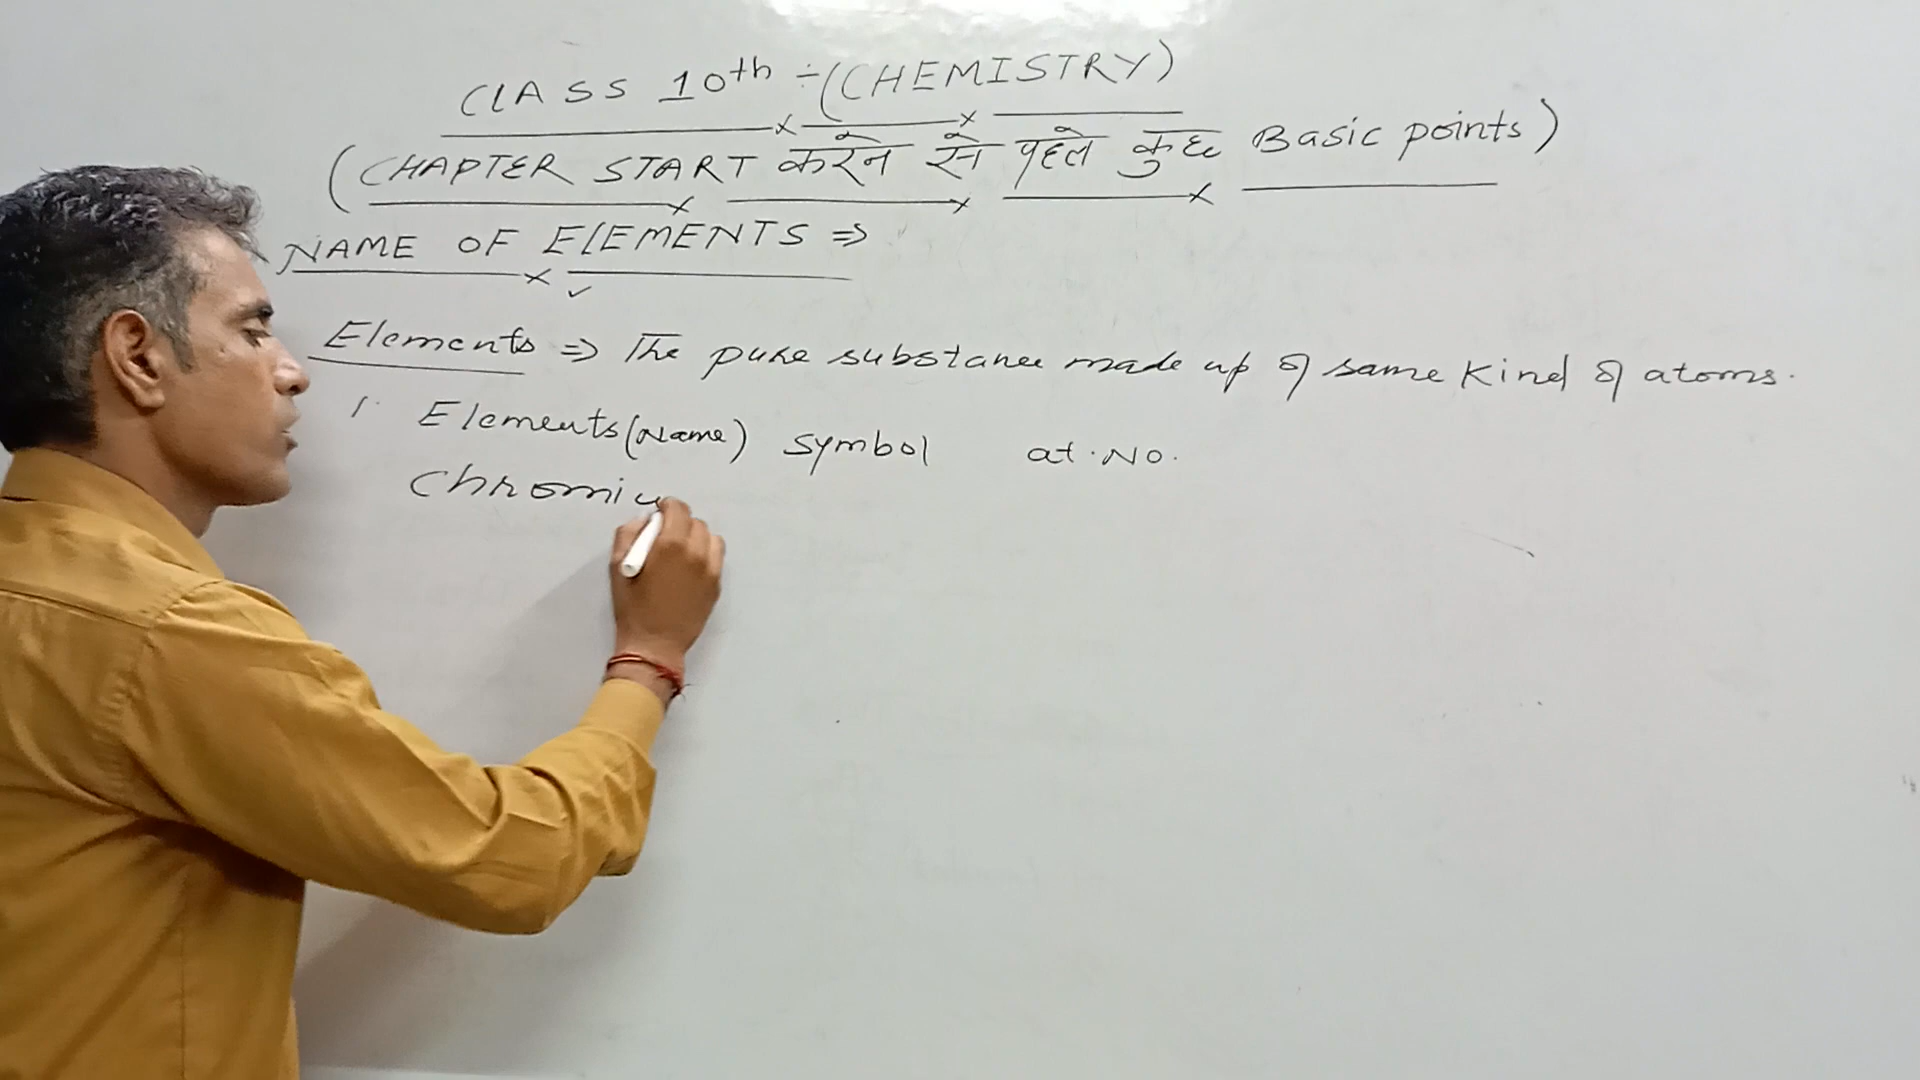 CLASS 10th ÷ (CHEMISTRY)
(CHAPTER START करने से पहले कुछ Basic points)
NAME OF ELEMENTS ⇒
Elements ⇒ The pure substance made up of same kind of atoms.
1. Elements (Name) symbol at. No.
Chromiu